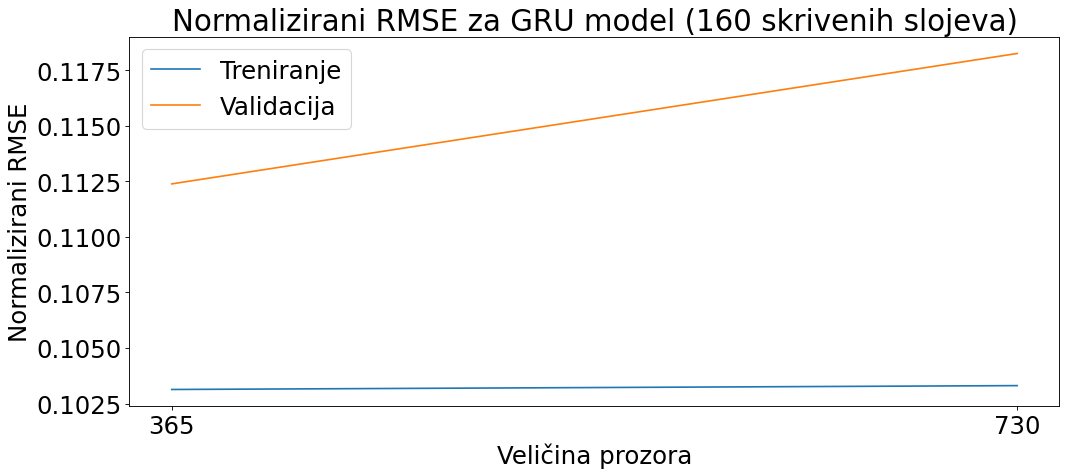 Normalizirani RMSE za GRU model (160 skrivenih slojeva)
Treniranje
Validacija
0.1175
0.1150
0.1125
0.1100
0.1075
0.1050
0.1025
Normalizirani RMSE
365
730
Veličina prozora